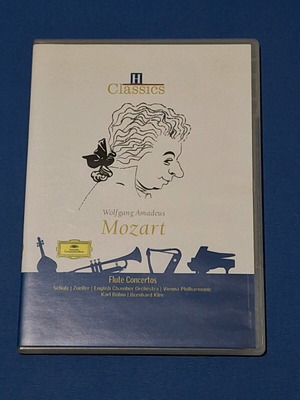 H
Classics
Wolfgang Amadeus
Mozart
Flute Concertos
Schulz | Zoeller | English Chamber Orchestra | Vienna Philharmonic
Karl Böhm | Bernhard Klee